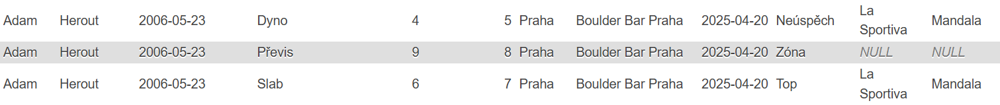 Adam Herout 2006-05-23 Dyno 4 5 Praha Boulder Bar Praha 2025-04-20 Neúspěch La Sportiva Mandala
Adam Herout 2006-05-23 Převis 9 8 Praha Boulder Bar Praha 2025-04-20 Zóna NULL NULL
Adam Herout 2006-05-23 Slab 6 7 Praha Boulder Bar Praha 2025-04-20 Top La Sportiva Mandala